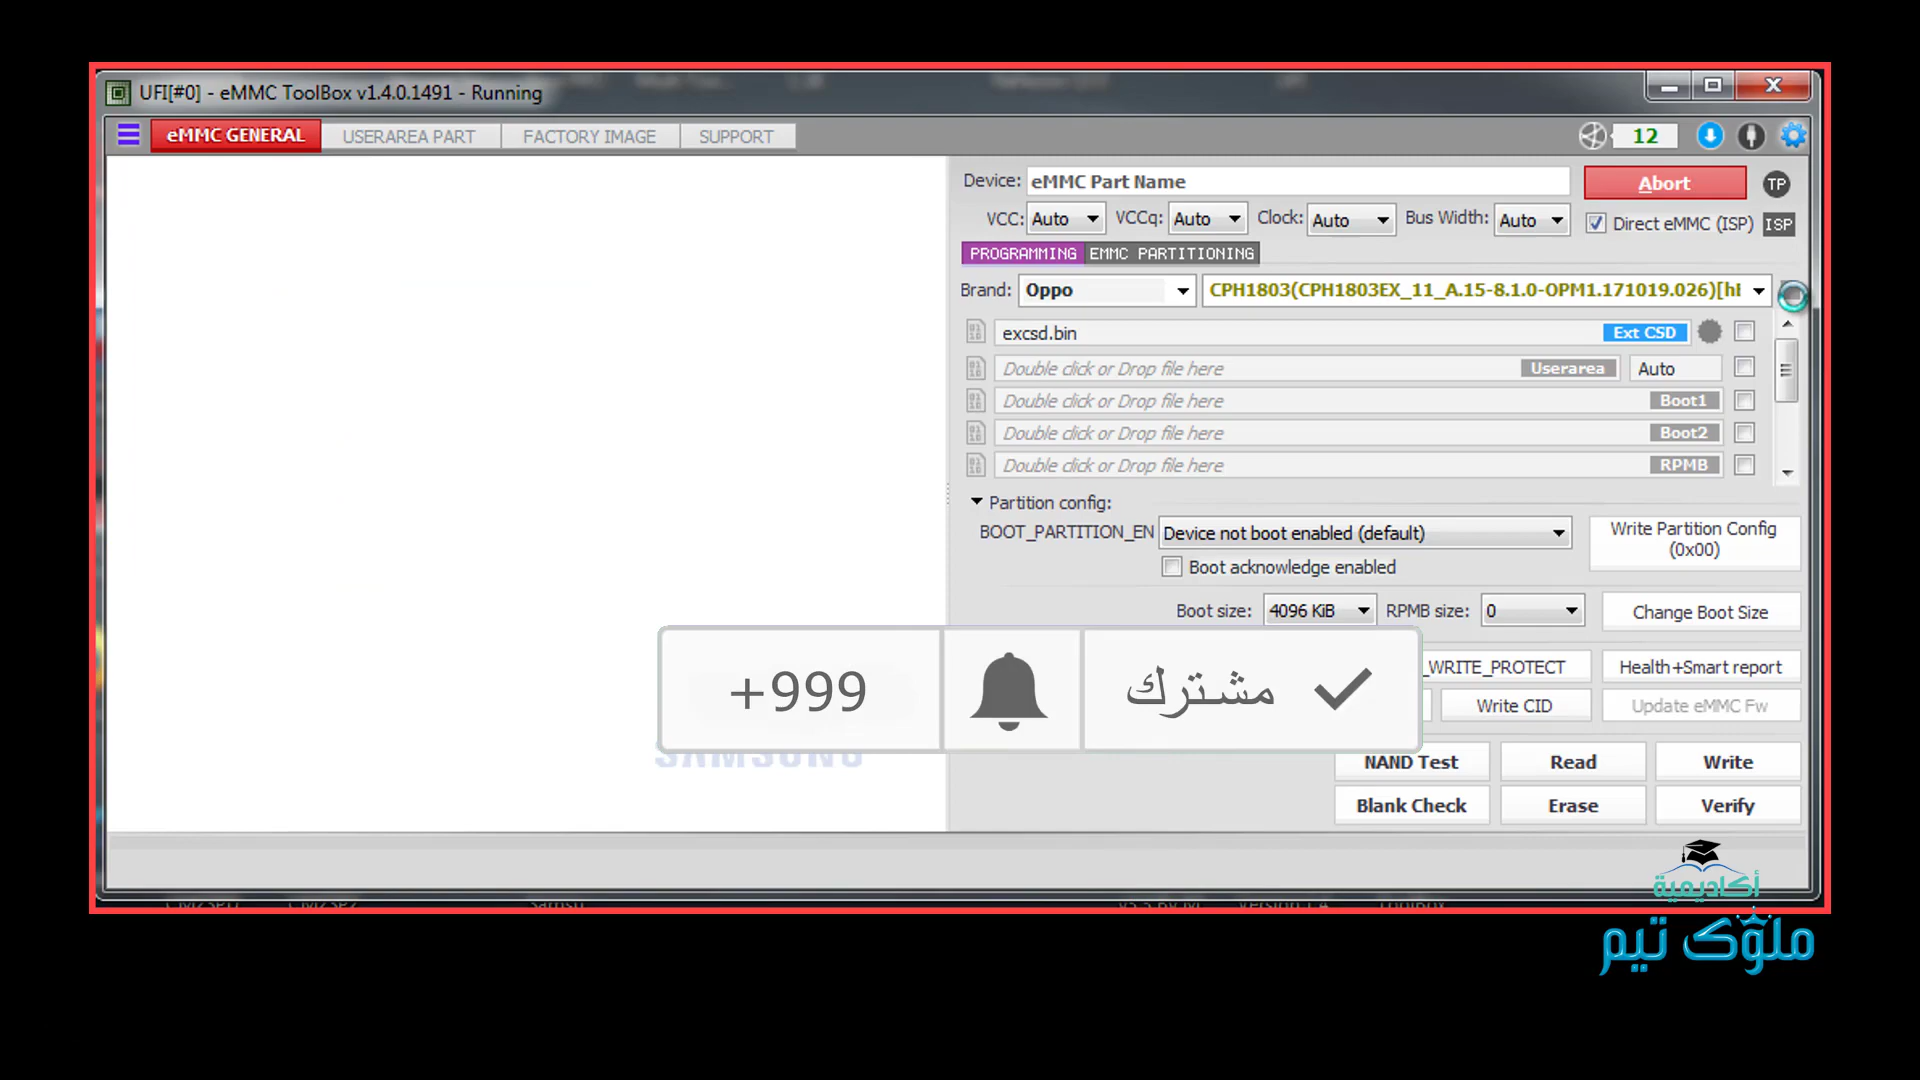 UFI[#0] - eMMC ToolBox v1.4.0.1491 - Running
eMMC GENERAL
USERAREA PART
FACTORY IMAGE
SUPPORT
12
Device: eMMC Part Name
Abort
TP
VCC: Auto
VCCq: Auto
Clock: Auto
Bus Width: Auto
Direct eMMC (ISP)
ISP
PROGRAMMING
EMMC PARTITIONING
Brand: Oppo
CPH1803(CPH1803EX_11_A.15-8.1.0-OPM1.171019.026)
excsd.bin
Ext CSD
Double click or Drop file here
Userarea
Auto
Double click or Drop file here
Boot1
Double click or Drop file here
Boot2
Double click or Drop file here
RPMB
Partition config:
BOOT_PARTITION_EN Device not boot enabled (default)
Write Partition Config
(0x00)
Boot acknowledge enabled
Boot size: 4096 KiB
RPMB size: 0
Change Boot Size
_WRITE_PROTECT
Health+Smart report
+999
مشترك
Write CID
Update eMMC Fw
SAMSUNG
NAND Test
Read
Write
Blank Check
Erase
Verify
أكاديمية
ملوك تيم